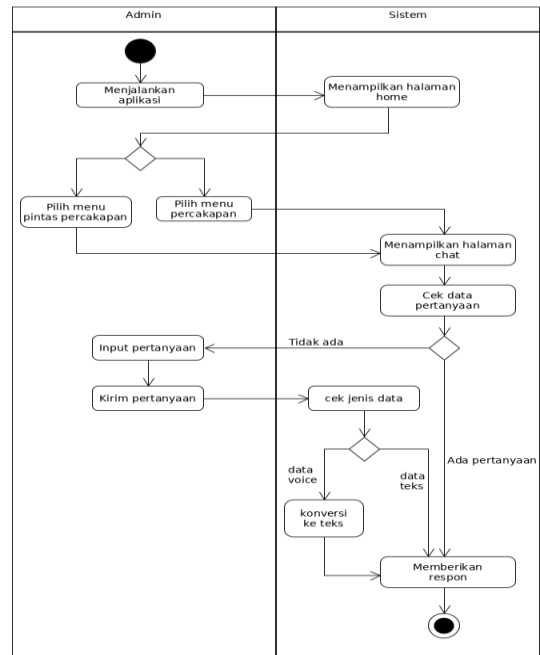 Admin
Sistem
Menjalankan
aplikasi
Menampilkan halaman
home
Pilih menu
pintas percakapan
Pilih menu
percakapan
Menampilkan halaman
chat
Cek data
pertanyaan
Tidak ada
Input pertanyaan
Kirim pertanyaan
cek jenis data
Ada pertanyaan
data
voice
data
teks
konversi
ke teks
Memberikan
respon